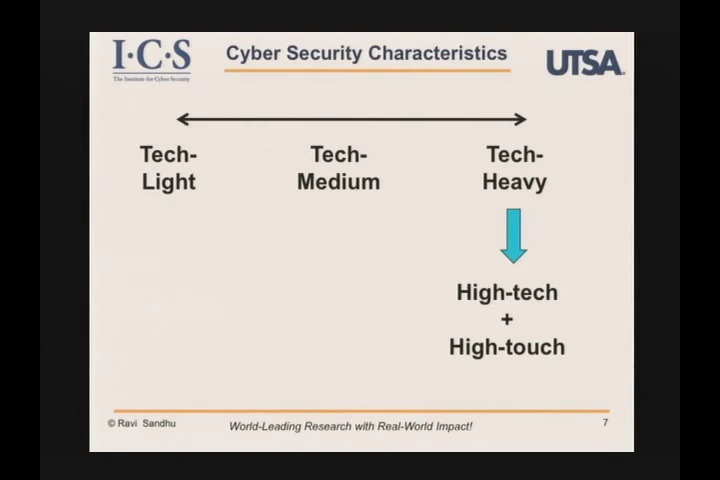 I·C·S
The Institute for Cyber Security
Cyber Security Characteristics
UTSA
Tech-
Light
Tech-
Medium
Tech-
Heavy
High-tech
+
High-touch
© Ravi Sandhu
World-Leading Research with Real-World Impact!
7